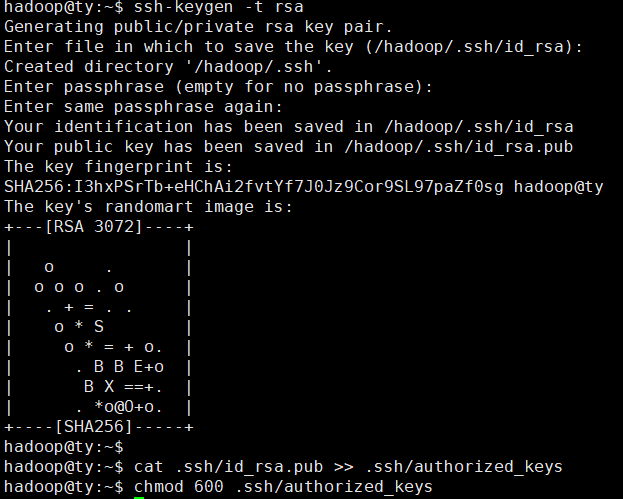 hadoop@ty:~$ ssh-keygen -t rsa
Generating public/private rsa key pair.
Enter file in which to save the key (/hadoop/.ssh/id_rsa):
Created directory '/hadoop/.ssh'.
Enter passphrase (empty for no passphrase):
Enter same passphrase again:
Your identification has been saved in /hadoop/.ssh/id_rsa
Your public key has been saved in /hadoop/.ssh/id_rsa.pub
The key fingerprint is:
SHA256:I3hxPSrTb+eHChAi2fvtYf7J0Jz9Cor9SL97paZf0sg hadoop@ty
The key's randomart image is:
+---[RSA 3072]----+
|                 |
|   o     .       |
|  o o o . o      |
|   . + = . .     |
|    o * S        |
|     o * = + o.  |
|      . B B E+o  |
|       B X ==+.  |
|      . *o@O+o.  |
+----[SHA256]-----+
hadoop@ty:~$
hadoop@ty:~$ cat .ssh/id_rsa.pub >> .ssh/authorized_keys
hadoop@ty:~$ chmod 600 .ssh/authorized_keys